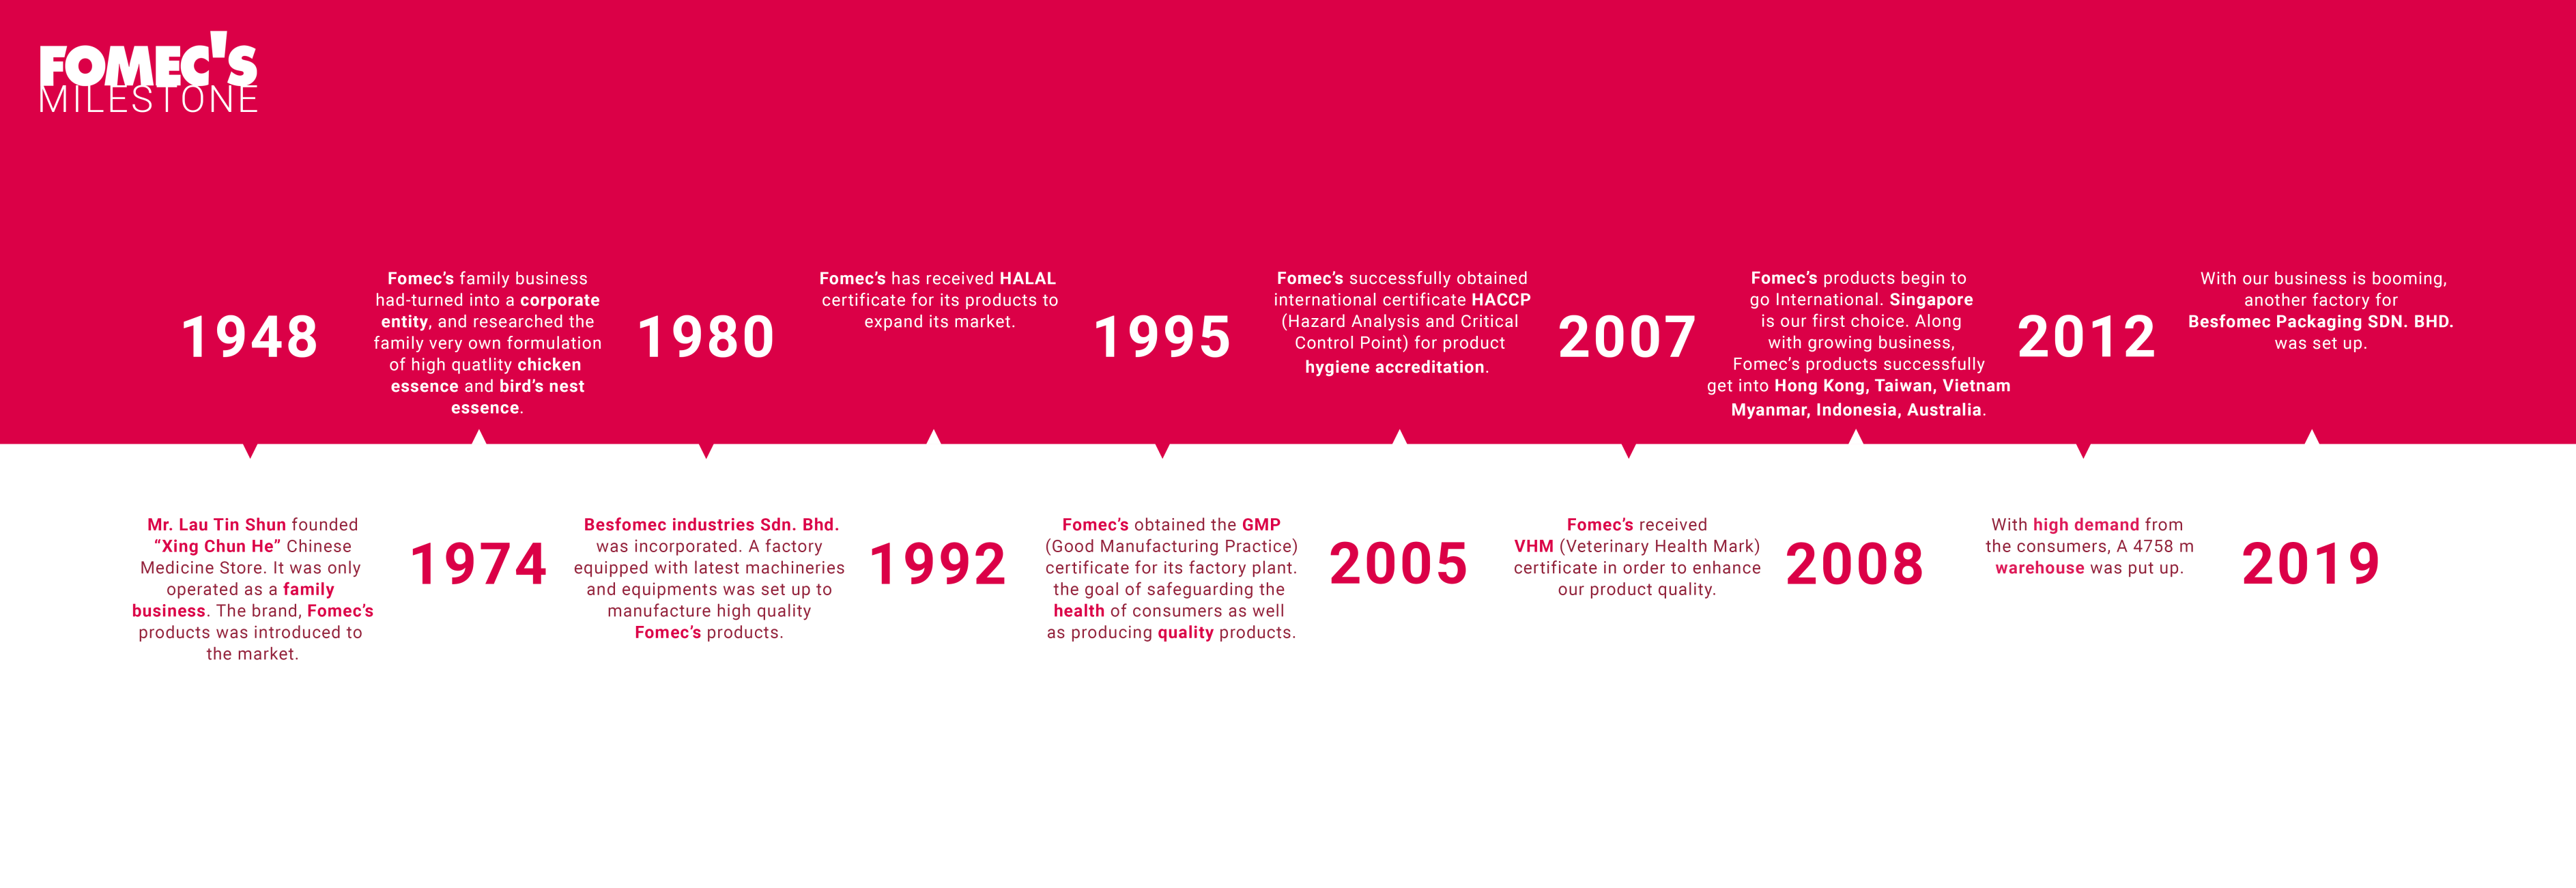 FOMEC'S
MILESTONE
1948
Mr. Lau Tin Shun founded
“Xing Chun He” Chinese
Medicine Store. It was only
operated as a family
business. The brand, Fomec’s
products was introduced to
the market.
Fomec’s family business
had-turned into a corporate
entity, and researched the
family very own formulation
of high quatlity chicken
essence and bird’s nest
essence.
1974
1980
Besfomec industries Sdn. Bhd.
was incorporated. A factory
equipped with latest machineries
and equipments was set up to
manufacture high quality
Fomec’s products.
Fomec’s has received HALAL
certificate for its products to
expand its market.
1992
1995
Fomec’s obtained the GMP
(Good Manufacturing Practice)
certificate for its factory plant.
the goal of safeguarding the
health of consumers as well
as producing quality products.
Fomec’s successfully obtained
international certificate HACCP
(Hazard Analysis and Critical
Control Point) for product
hygiene accreditation.
2005
2007
Fomec’s received
VHM (Veterinary Health Mark)
certificate in order to enhance
our product quality.
Fomec’s products begin to
go International. Singapore
is our first choice. Along
with growing business,
Fomec’s products successfully
get into Hong Kong, Taiwan, Vietnam
Myanmar, Indonesia, Australia.
2008
2012
With high demand from
the consumers, A 4758 m
warehouse was put up.
With our business is booming,
another factory for
Besfomec Packaging SDN. BHD.
was set up.
2019